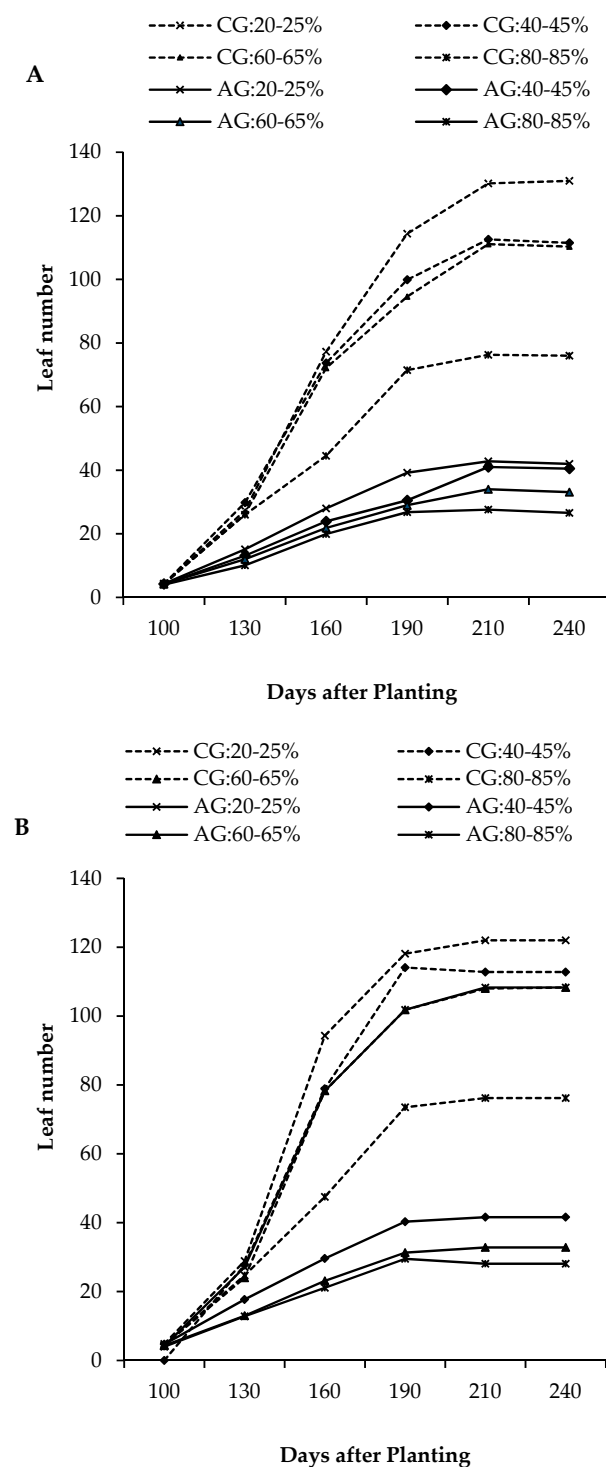 CG:20-25% CG:40-45%
CG:60-65% CG:80-85%
A
AG:20-25% AG:40-45%
AG:60-65% AG:80-85%
140
120
100
80
60
40
20
0
Leaf number
100 130 160 190 210 240
Days after Planting
CG:20-25% CG:40-45%
CG:60-65% CG:80-85%
AG:20-25% AG:40-45%
B
AG:60-65% AG:80-85%
140
120
100
80
60
40
20
0
Leaf number
100 130 160 190 210 240
Days after Planting